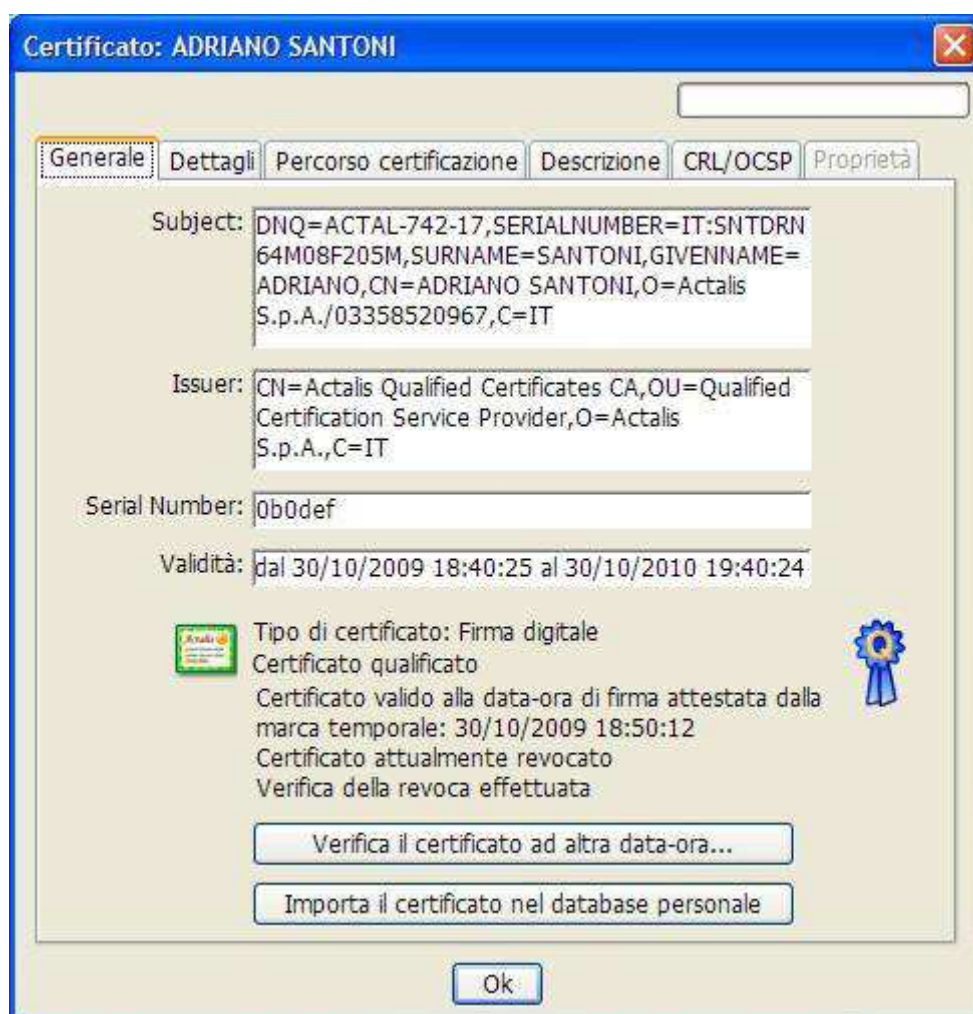 Certificato: ADRIANO SANTONI
Generale Dettagli Percorso certificazione Descrizione CRL/OCSP Proprietà
Subject: DNQ=ACTAL-742-17,SERIALNUMBER=IT:SNTDRN
64M08F205M,SURNAME=SANTONI,GIVENNAME=
ADRIANO,CN=ADRIANO SANTONI,O=Actalis
S.p.A./03358520967,C=IT
Issuer: CN=Actalis Qualified Certificates CA,OU=Qualified
Certification Service Provider,O=Actalis
S.p.A.,C=IT
Serial Number: 0b0def
Validità: dal 30/10/2009 18:40:25 al 30/10/2010 19:40:24
Tipo di certificato: Firma digitale
Certificato qualificato
Certificato valido alla data-ora di firma attestata dalla
marca temporale: 30/10/2009 18:50:12
Certificato attualmente revocato
Verifica della revoca effettuata
Verifica il certificato ad altra data-ora...
Importa il certificato nel database personale
Ok